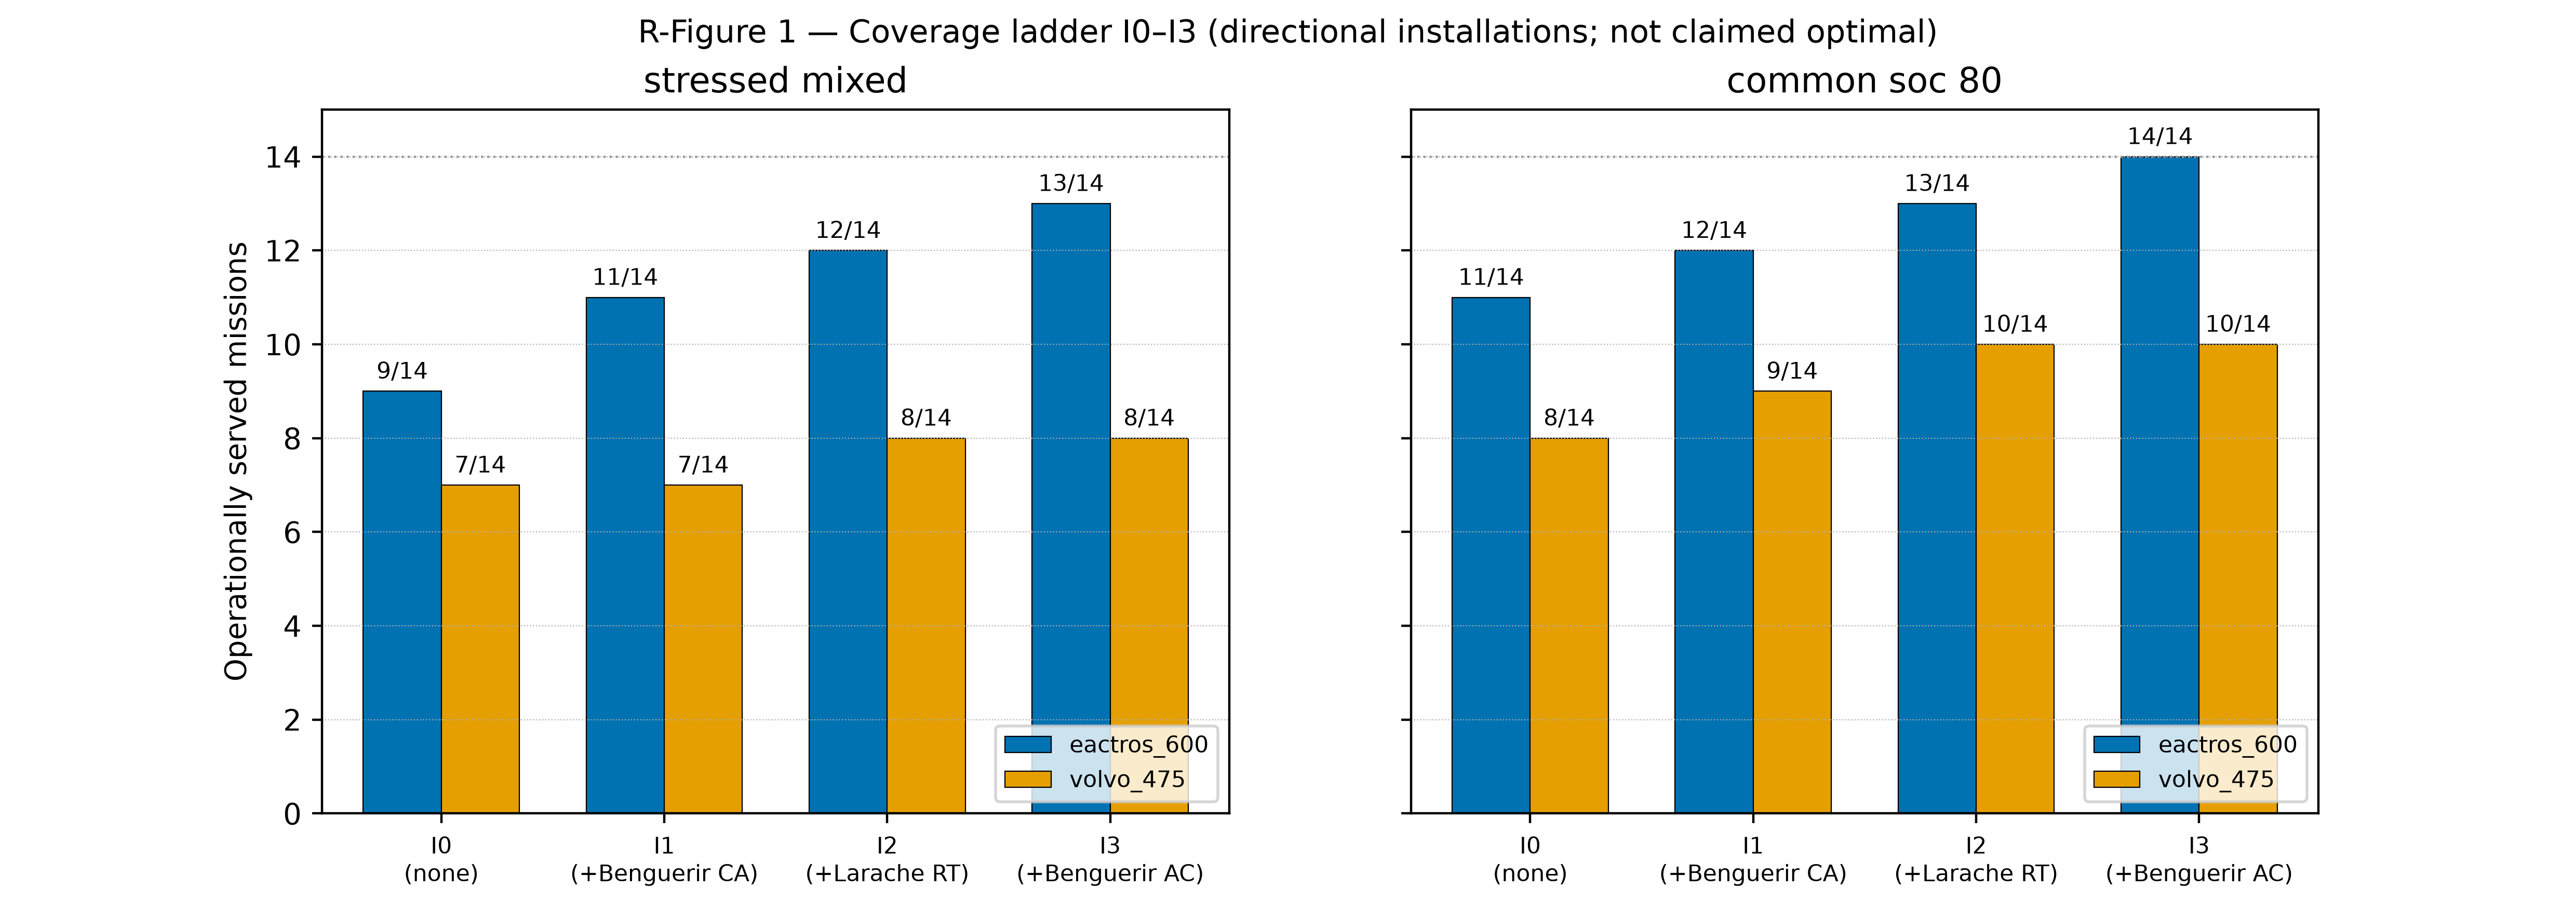 R-Figure 1 — Coverage ladder I0–I3 (directional installations; not claimed optimal)
stressed mixed
Operationally served missions
14
12
10
8
6
4
2
0
9/14
7/14
11/14
7/14
12/14
8/14
13/14
8/14
eactros_600
volvo_475
I0
(none)
I1
(+Benguerir CA)
I2
(+Larache RT)
I3
(+Benguerir AC)
common soc 80
11/14
8/14
12/14
9/14
13/14
10/14
14/14
10/14
eactros_600
volvo_475
I0
(none)
I1
(+Benguerir CA)
I2
(+Larache RT)
I3
(+Benguerir AC)